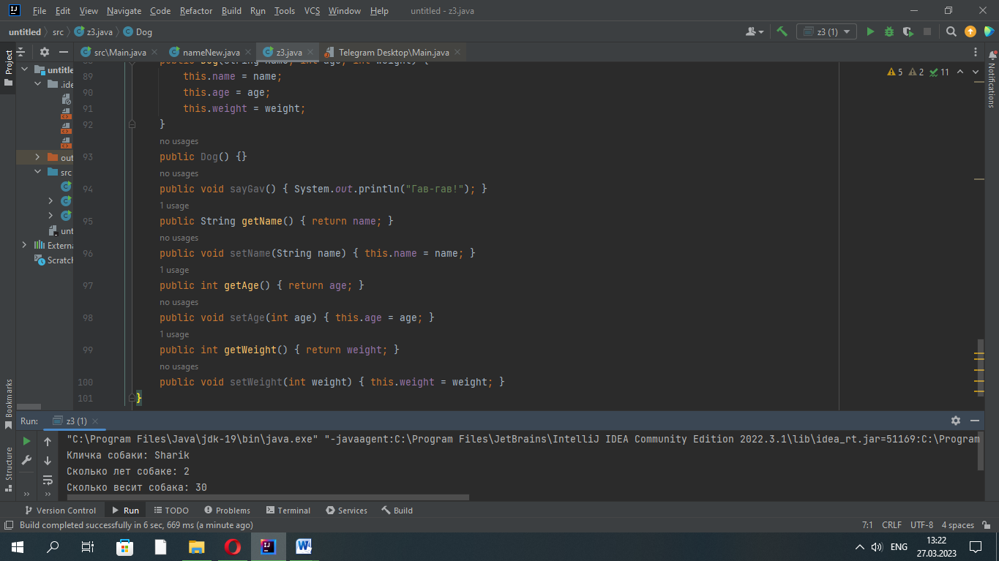 File Edit View Navigate Code Refactor Build Run Tools VCS Window Help untitled - z3.java
untitled src z3.java Dog z3 (1)
Project
src\Main.java nameNew.java z3.java Telegram Desktop\Main.java
untitle
.ide
out
src
unt
Externa
Scratch
5 2 11
Notifications
public Dog(String name, int age, int weight) {
89 this.name = name;
90 this.age = age;
91 this.weight = weight;
92 }
no usages
93 public Dog() {}
no usages
94 public void sayGav() { System.out.println("Гав-гав!"); }
1 usage
95 public String getName() { return name; }
no usages
96 public void setName(String name) { this.name = name; }
1 usage
97 public int getAge() { return age; }
no usages
98 public void setAge(int age) { this.age = age; }
1 usage
99 public int getWeight() { return weight; }
no usages
100 public void setWeight(int weight) { this.weight = weight; }
101 }
Bookmarks
Structure
Run: z3 (1)
"C:\Program Files\Java\jdk-19\bin\java.exe" "-javaagent:C:\Program Files\JetBrains\IntelliJ IDEA Community Edition 2022.3.1\lib\idea_rt.jar=51169:C:\Program
Кличка собаки: Sharik
Сколько лет собаке: 2
Сколько весит собака: 30
Version Control Run TODO Problems Terminal Services Build
Build completed successfully in 6 sec, 669 ms (a minute ago) 7:1 CRLF UTF-8 4 spaces
ENG 13:22
27.03.2023